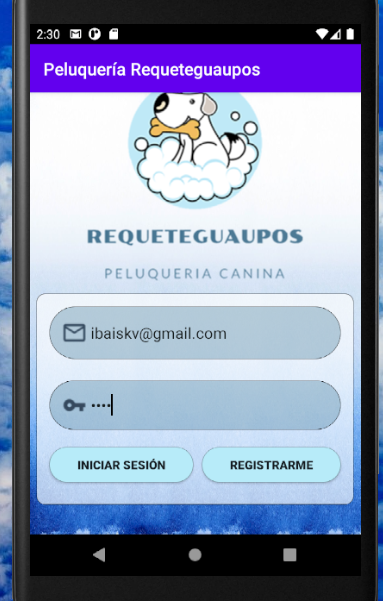 2:30
Peluquería Requeteguaupos
REQUETEGUAUPOS
PELUQUERIA CANINA
ibaiskv@gmail.com
••••
INICIAR SESIÓN
REGISTRARME